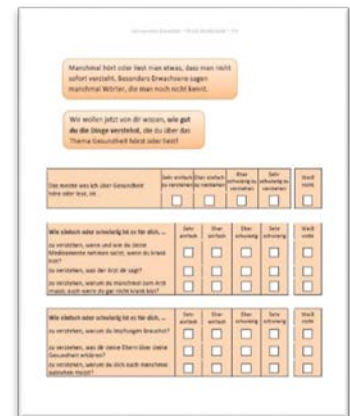 Manchmal hört oder liest man etwas, dass man nicht
sofort versteht. Besonders Erwachsene sagen
manchmal Wörter, die man noch nicht kennt.
Wir wollen jetzt von dir wissen, wie gut
du die Dinge verstehst, die du über das
Thema Gesundheit hörst oder liest!
Sehr einfach Eher einfach Eher Sehr Weiß
zu verstehen zu verstehen schwierig zu schwierig zu nicht
verstehen verstehen
Das meiste was ich über Gesundheit
höre oder lese, ist
Wie einfach oder schwierig ist es für dich, ... Sehr Eher Eher Sehr Weiß
einfach einfach schwierig schwierig nicht
zu verstehen, wann und wie du deine
Medikamente nehmen sollst, wenn du krank
bist?
zu verstehen, was der Arzt dir sagt?
zu verstehen, warum du manchmal zum Arzt
musst, auch wenn du gar nicht krank bist?
Wie einfach oder schwierig ist es für dich, ... Sehr Eher Eher Sehr Weiß
einfach einfach schwierig schwierig nicht
zu verstehen, warum du Impfungen brauchst?
zu verstehen, was dir deine Eltern über deine
Gesundheit erklären?
zu verstehen, warum du dich auch manchmal
ausruhen musst?